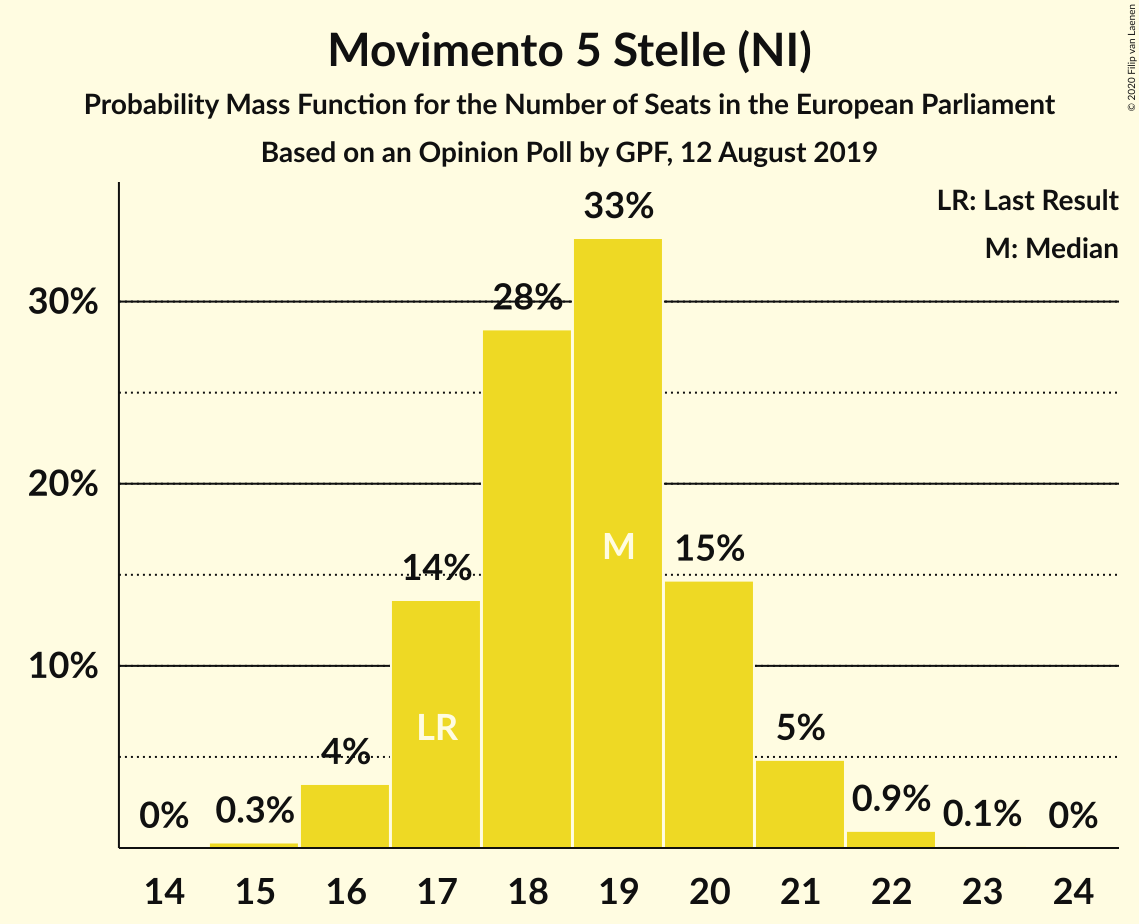 Movimento 5 Stelle (NI)
Probability Mass Function for the Number of Seats in the European Parliament
Based on an Opinion Poll by GPF, 12 August 2019
© 2020 Filip van Laenen
LR: Last Result
M: Median
30%
20%
10%
0%
0.3%
4%
14%
28%
33%
15%
5%
0.9%
0.1%
0%
LR
M
14 15 16 17 18 19 20 21 22 23 24